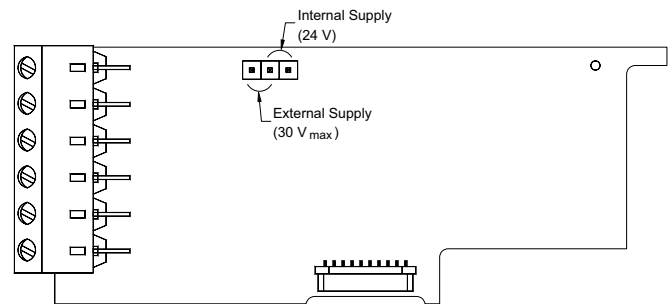 Internal Supply
(24 V)
External Supply
(30 V max)